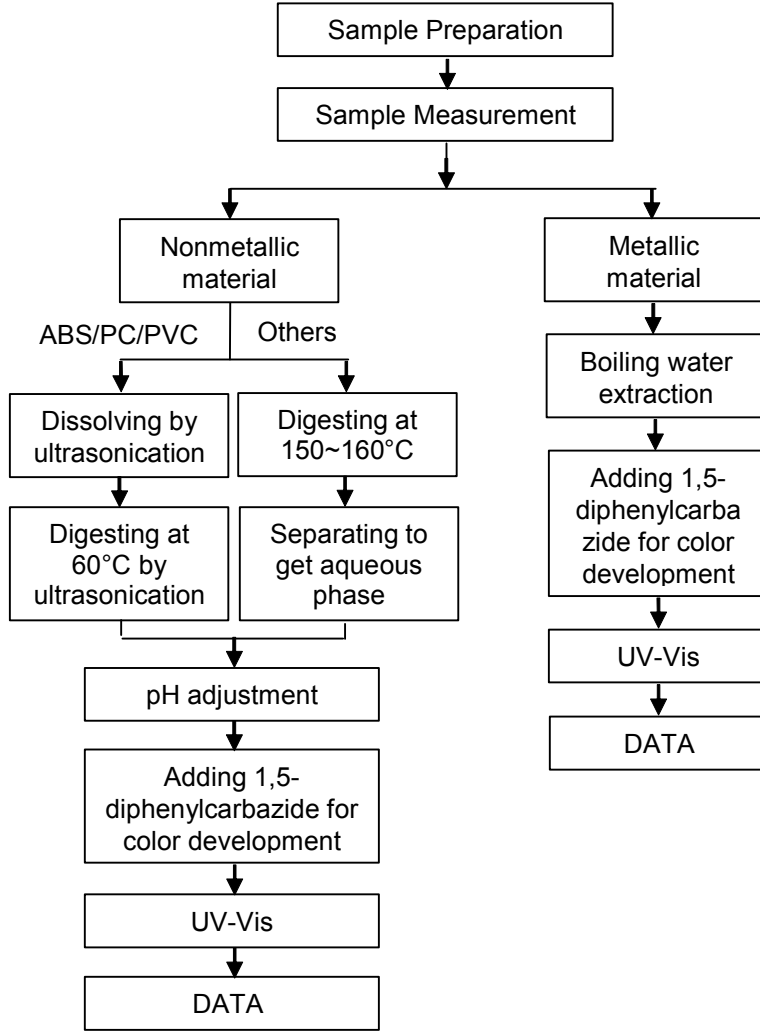 Sample Preparation
Sample Measurement
Nonmetallic
material
ABS/PC/PVC
Others
Dissolving by
ultrasonication
Digesting at
150~160°C
Digesting at
60°C by
ultrasonication
Separating to
get aqueous
phase
pH adjustment
Adding 1,5-
diphenylcarbazide for
color development
UV-Vis
DATA
Metallic
material
Boiling water
extraction
Adding 1,5-
diphenylcarba
zide for color
development
UV-Vis
DATA